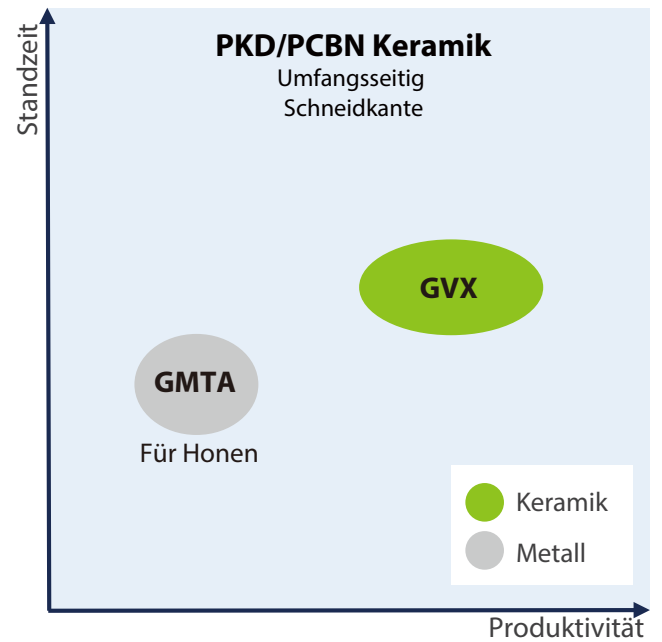 PKD/PCBN Keramik
Umfangsseitig
Schneidkante
Standzeit
GVX
GMTA
Für Honen
Keramik
Metall
Produktivität